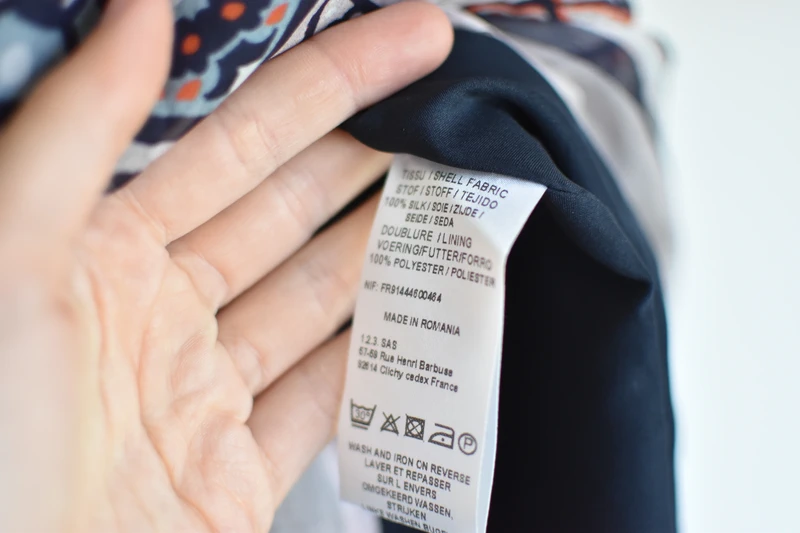 TISSU / SHELL FABRIC
STOF / STOFF / TEJIDO
100% SILK / SOIE / ZIJDE /
SEIDE / SEDA
DOUBLURE / LINING
VOERING/FUTTER/FORRO
100% POLYESTER / POLIESTER
NIF: FR91444600464
MADE IN ROMANIA
1.2.3. SAS
57-59 Rue Henri Barbusse
92614 Clichy cedex France
30°
P
WASH AND IRON ON REVERSE
LAVER ET REPASSER
SUR L ENVERS
OMGEKEERD WASSEN,
STRIJKEN
WASHEN